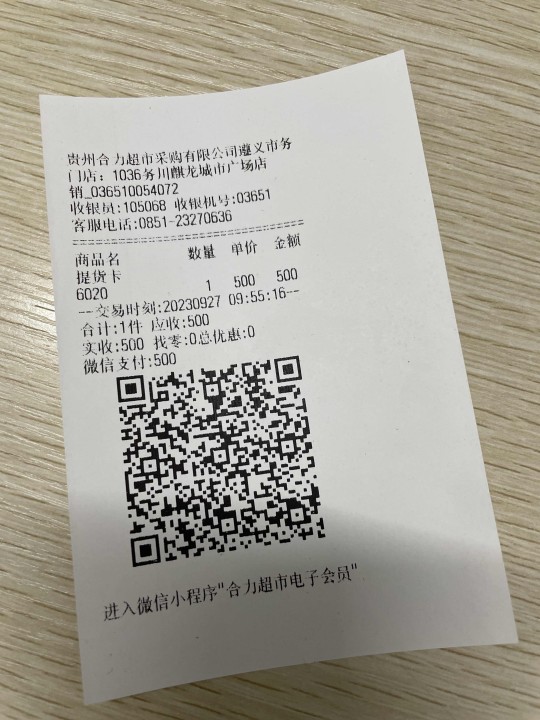 贵州合力超市采购有限公司遵义市务
门店：1036务川麒龙城市广场店
销_036510054072
收银员:105068 收银机号:03651
客服电话:0851-23270636
商品名 数量 单价 金额
提货卡
6020 1 500 500
--交易时刻:20230927 09:55:16--
合计:1件 应收:500
实收:500 找零:0总优惠:0
微信支付:500
进入微信小程序"合力超市电子会员"